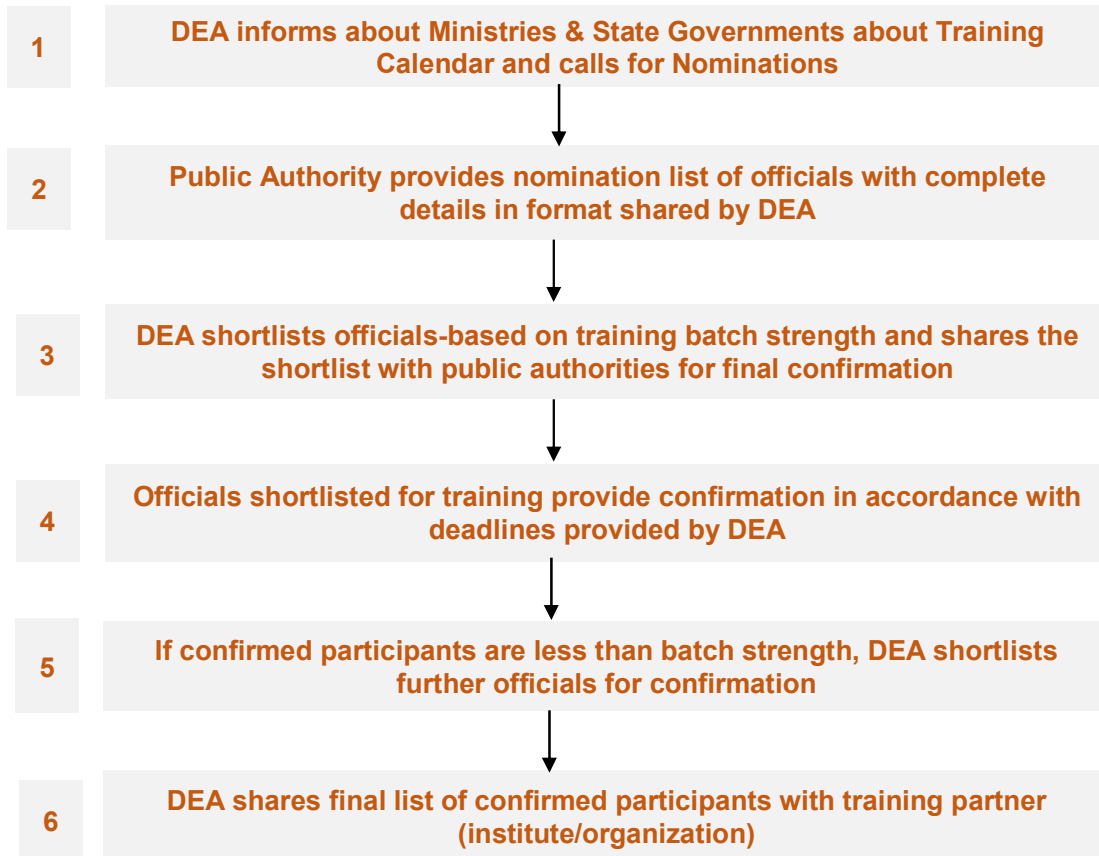 1
DEA informs about Ministries & State Governments about Training
Calendar and calls for Nominations
2
Public Authority provides nomination list of officials with complete
details in format shared by DEA
3
DEA shortlists officials-based on training batch strength and shares the
shortlist with public authorities for final confirmation
4
Officials shortlisted for training provide confirmation in accordance with
deadlines provided by DEA
5
If confirmed participants are less than batch strength, DEA shortlists
further officials for confirmation
6
DEA shares final list of confirmed participants with training partner
(institute/organization)